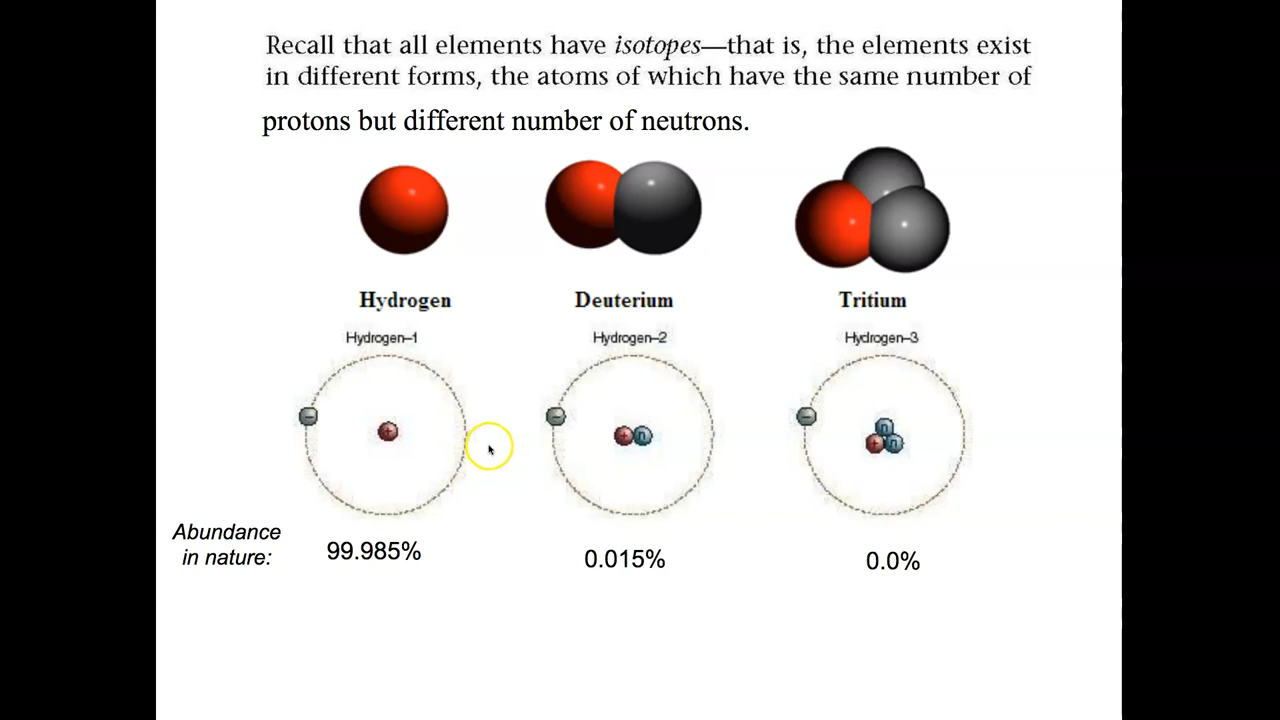 Recall that all elements have isotopes—that is, the elements exist
in different forms, the atoms of which have the same number of
protons but different number of neutrons.
Hydrogen
Deuterium
Tritium
Hydrogen–1
Hydrogen–2
Hydrogen–3
−
+
−
+ n
−
n
+ n
Abundance
in nature:
99.985%
0.015%
0.0%